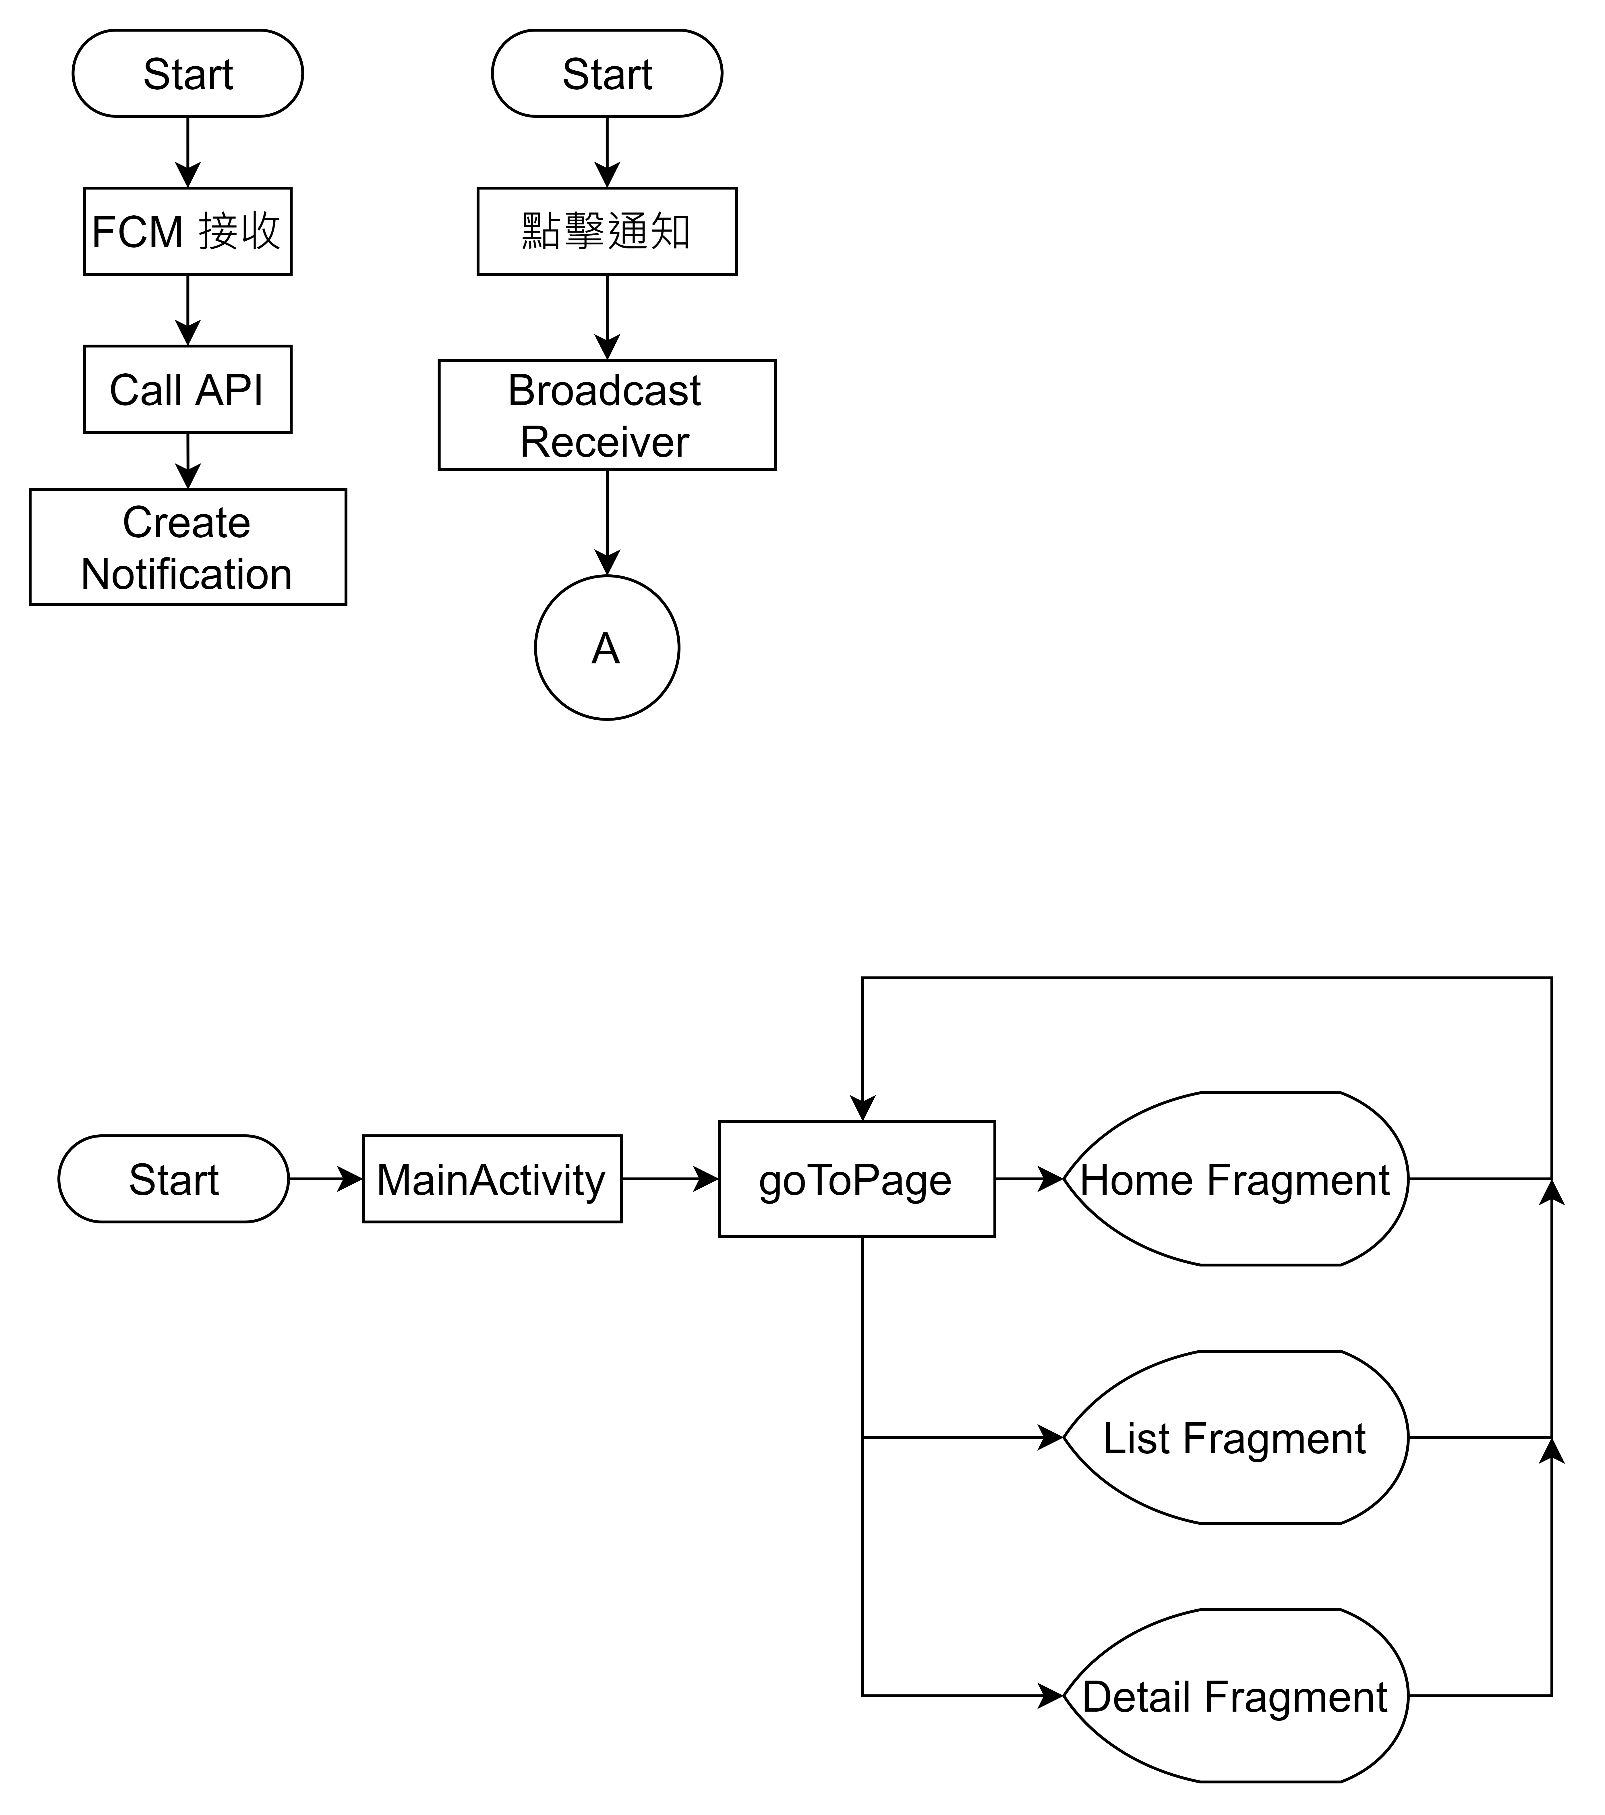 Start
FCM 接收
Call API
Create
Notification
Start
點擊通知
Broadcast
Receiver
A
Start
MainActivity
goToPage
Home Fragment
List Fragment
Detail Fragment